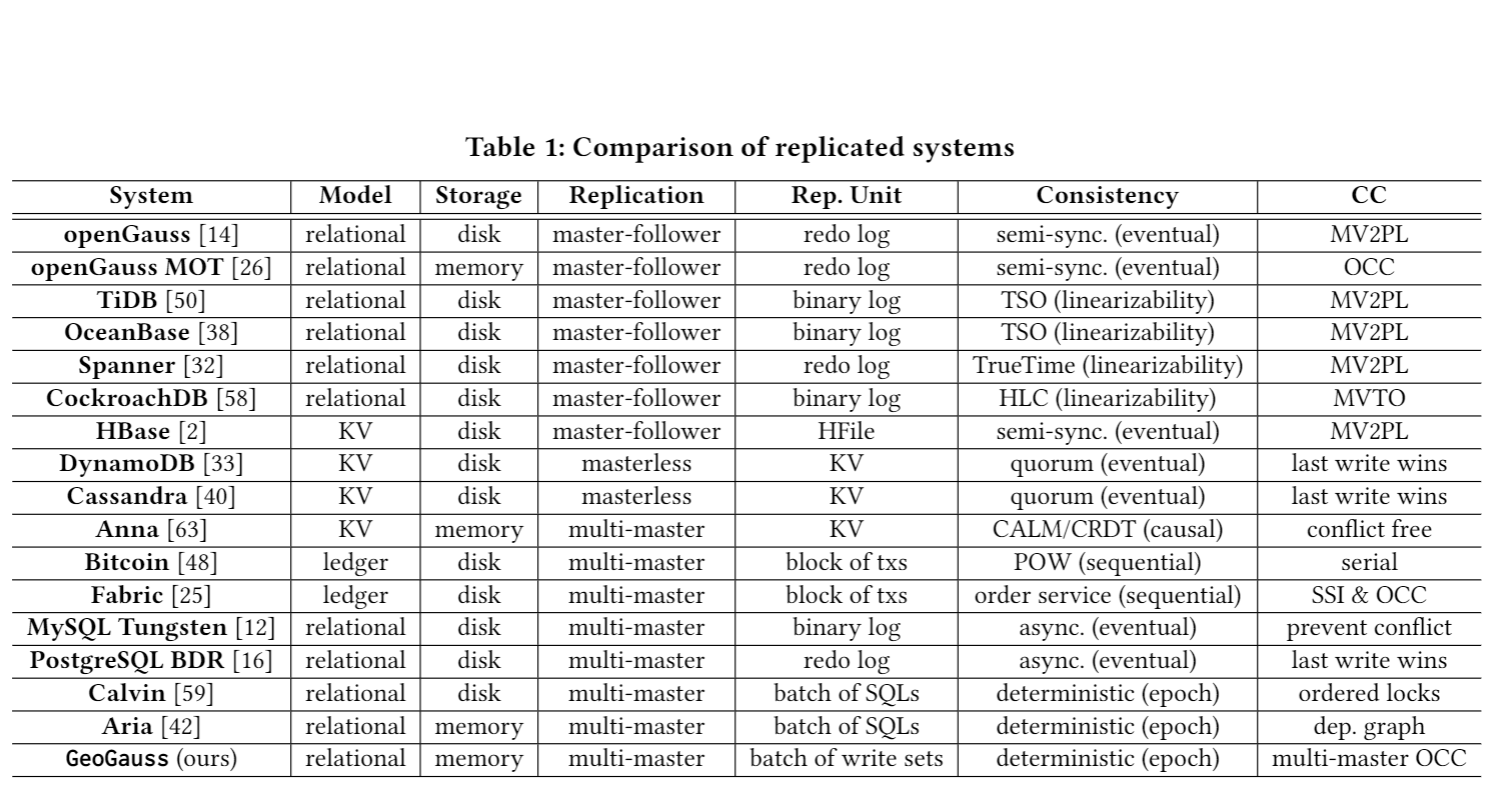 Table 1: Comparison of replicated systems
System Model Storage Replication Rep. Unit Consistency CC
openGauss [14] relational disk master-follower redo log semi-sync. (eventual) MV2PL
openGauss MOT [26] relational memory master-follower redo log semi-sync. (eventual) OCC
TiDB [50] relational disk master-follower binary log TSO (linearizability) MV2PL
OceanBase [38] relational disk master-follower binary log TSO (linearizability) MV2PL
Spanner [32] relational disk master-follower redo log TrueTime (linearizability) MV2PL
CockroachDB [58] relational disk master-follower binary log HLC (linearizability) MVTO
HBase [2] KV disk master-follower HFile semi-sync. (eventual) MV2PL
DynamoDB [33] KV disk masterless KV quorum (eventual) last write wins
Cassandra [40] KV disk masterless KV quorum (eventual) last write wins
Anna [63] KV memory multi-master KV CALM/CRDT (causal) conflict free
Bitcoin [48] ledger disk multi-master block of txs POW (sequential) serial
Fabric [25] ledger disk multi-master block of txs order service (sequential) SSI & OCC
MySQL Tungsten [12] relational disk multi-master binary log async. (eventual) prevent conflict
PostgreSQL BDR [16] relational disk multi-master redo log async. (eventual) last write wins
Calvin [59] relational disk multi-master batch of SQLs deterministic (epoch) ordered locks
Aria [42] relational memory multi-master batch of SQLs deterministic (epoch) dep. graph
GeoGauss (ours) relational memory multi-master batch of write sets deterministic (epoch) multi-master OCC